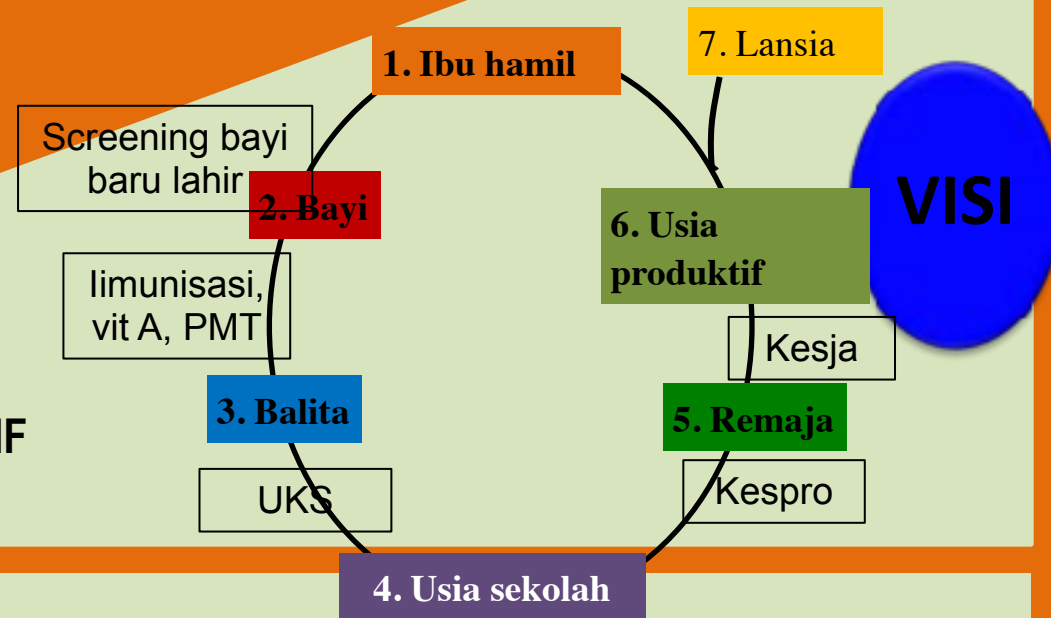 1. Ibu hamil
7. Lansia
Screening bayi
baru lahir
2. Bayi
VISI
6. Usia
produktif
Iimunisasi,
vit A, PMT
Kesja
3. Balita
5. Remaja
UKS
Kespro
4. Usia sekolah